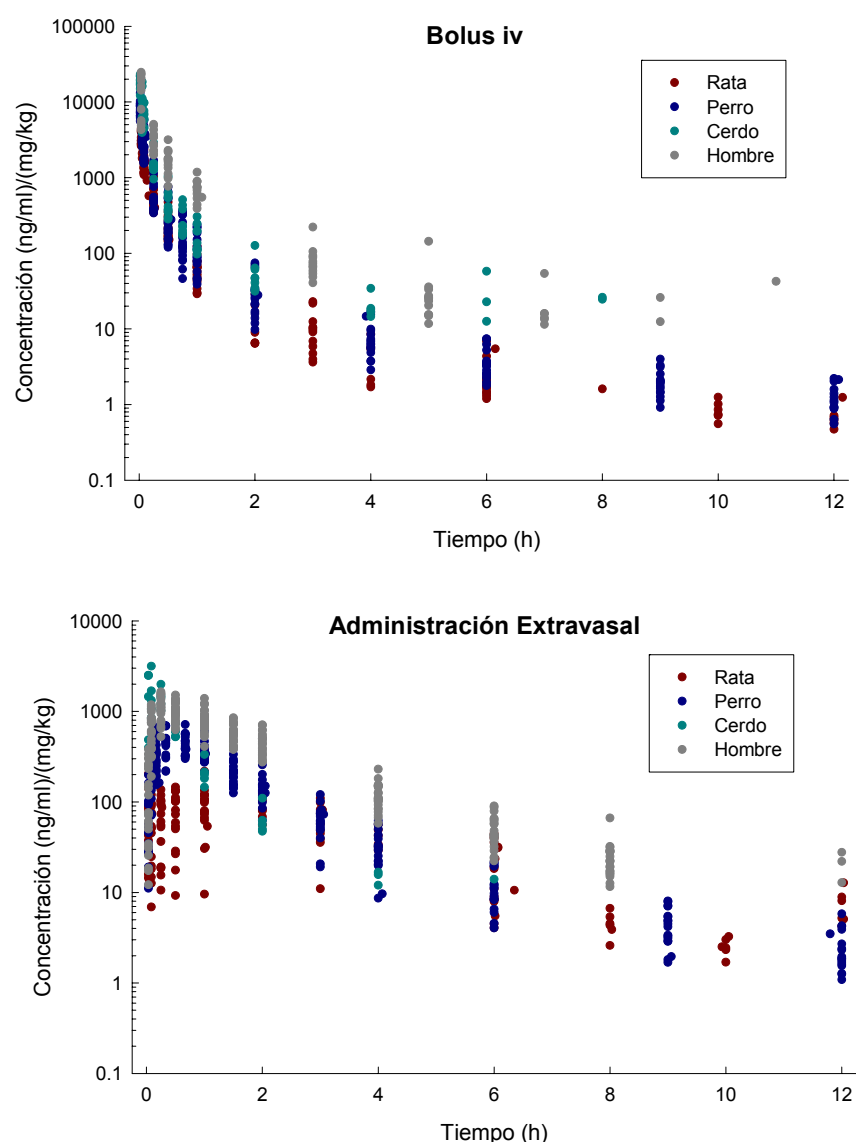 Bolus iv
100000
10000
1000
100
10
1
0.1
Concentración (ng/ml)/(mg/kg)
Rata
Perro
Cerdo
Hombre
0 2 4 6 8 10 12
Tiempo (h)
Administración Extravasal
10000
1000
100
10
1
0.1
Concentración (ng/ml)/(mg/kg)
Rata
Perro
Cerdo
Hombre
0 2 4 6 8 10 12
Tiempo (h)